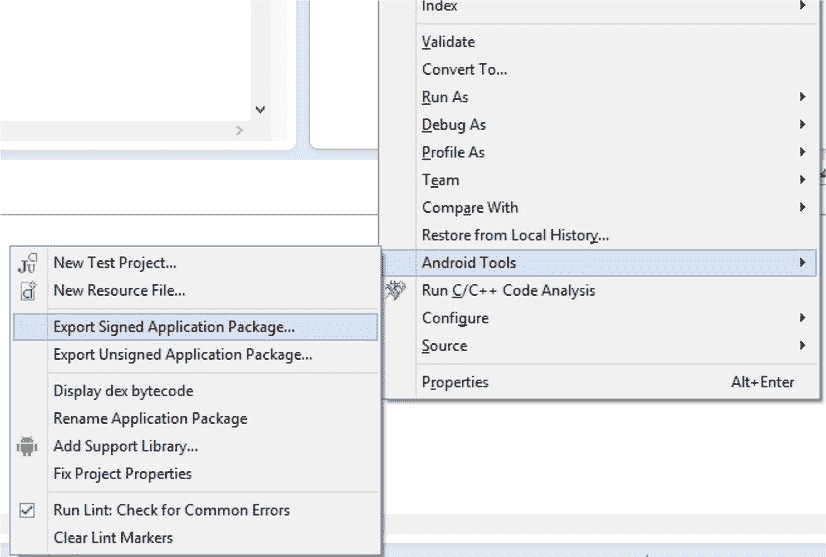 Index
Validate
Convert To...
Run As
Debug As
Profile As
Team
Compare With
Restore from Local History...
Android Tools
Run C/C++ Code Analysis
Configure
Source
Properties Alt+Enter
New Test Project...
New Resource File...
Export Signed Application Package...
Export Unsigned Application Package...
Display dex bytecode
Rename Application Package
Add Support Library...
Fix Project Properties
Run Lint: Check for Common Errors
Clear Lint Markers